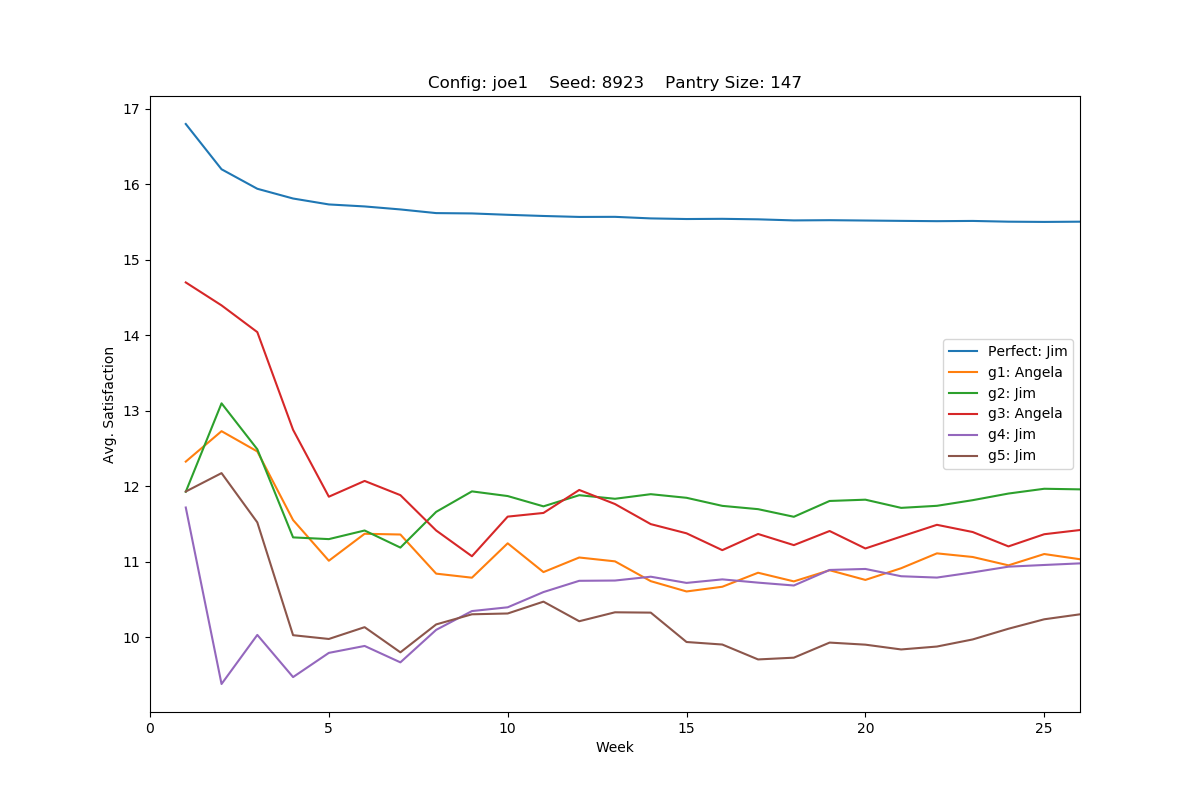 Config: joe1    Seed: 8923    Pantry Size: 147
17
16
15
14
13
12
11
10
Avg. Satisfaction
Perfect: Jim
g1: Angela
g2: Jim
g3: Angela
g4: Jim
g5: Jim
0 5 10 15 20 25
Week